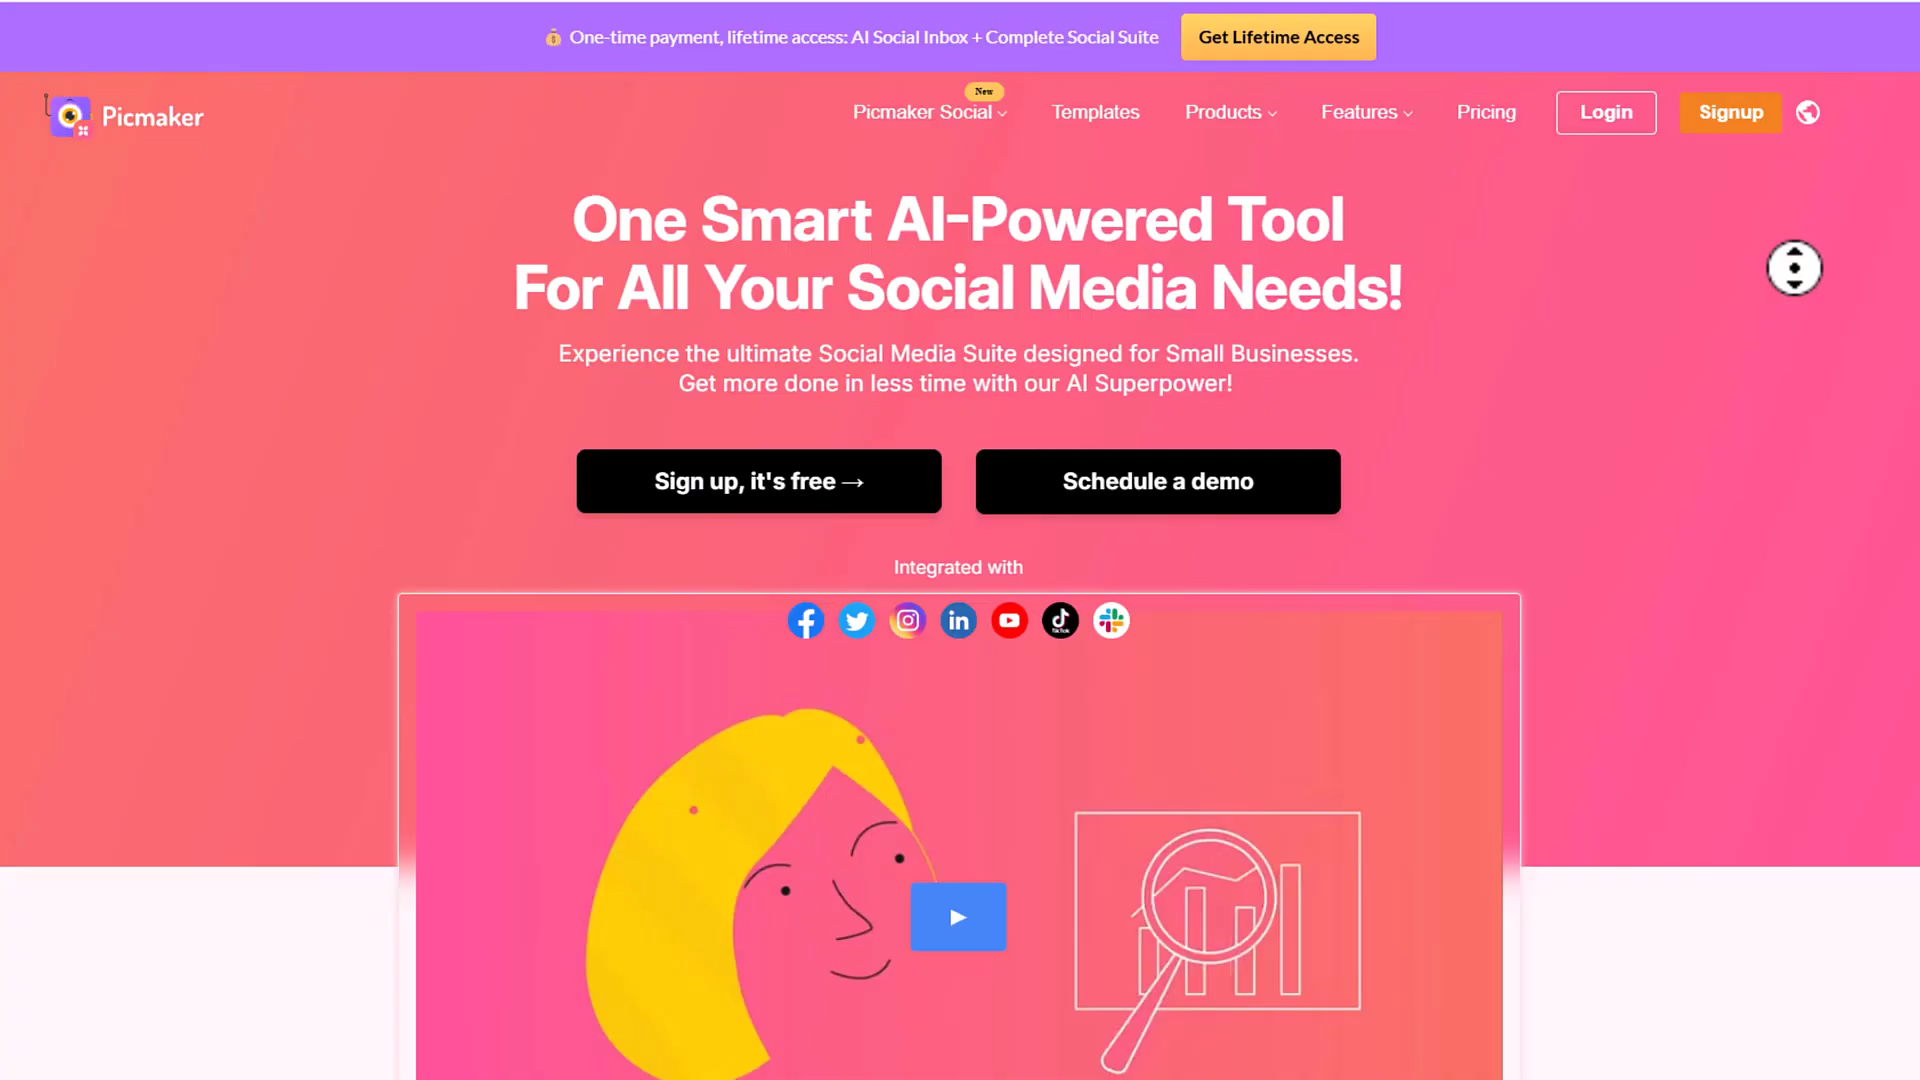 One-time payment, lifetime access: AI Social Inbox + Complete Social Suite
Get Lifetime Access
Picmaker
New
Picmaker Social
Templates
Products
Features
Pricing
Login
Signup
One Smart AI-Powered Tool
For All Your Social Media Needs!
Experience the ultimate Social Media Suite designed for Small Businesses.
Get more done in less time with our AI Superpower!
Sign up, it's free →
Schedule a demo
Integrated with
in
TikTok